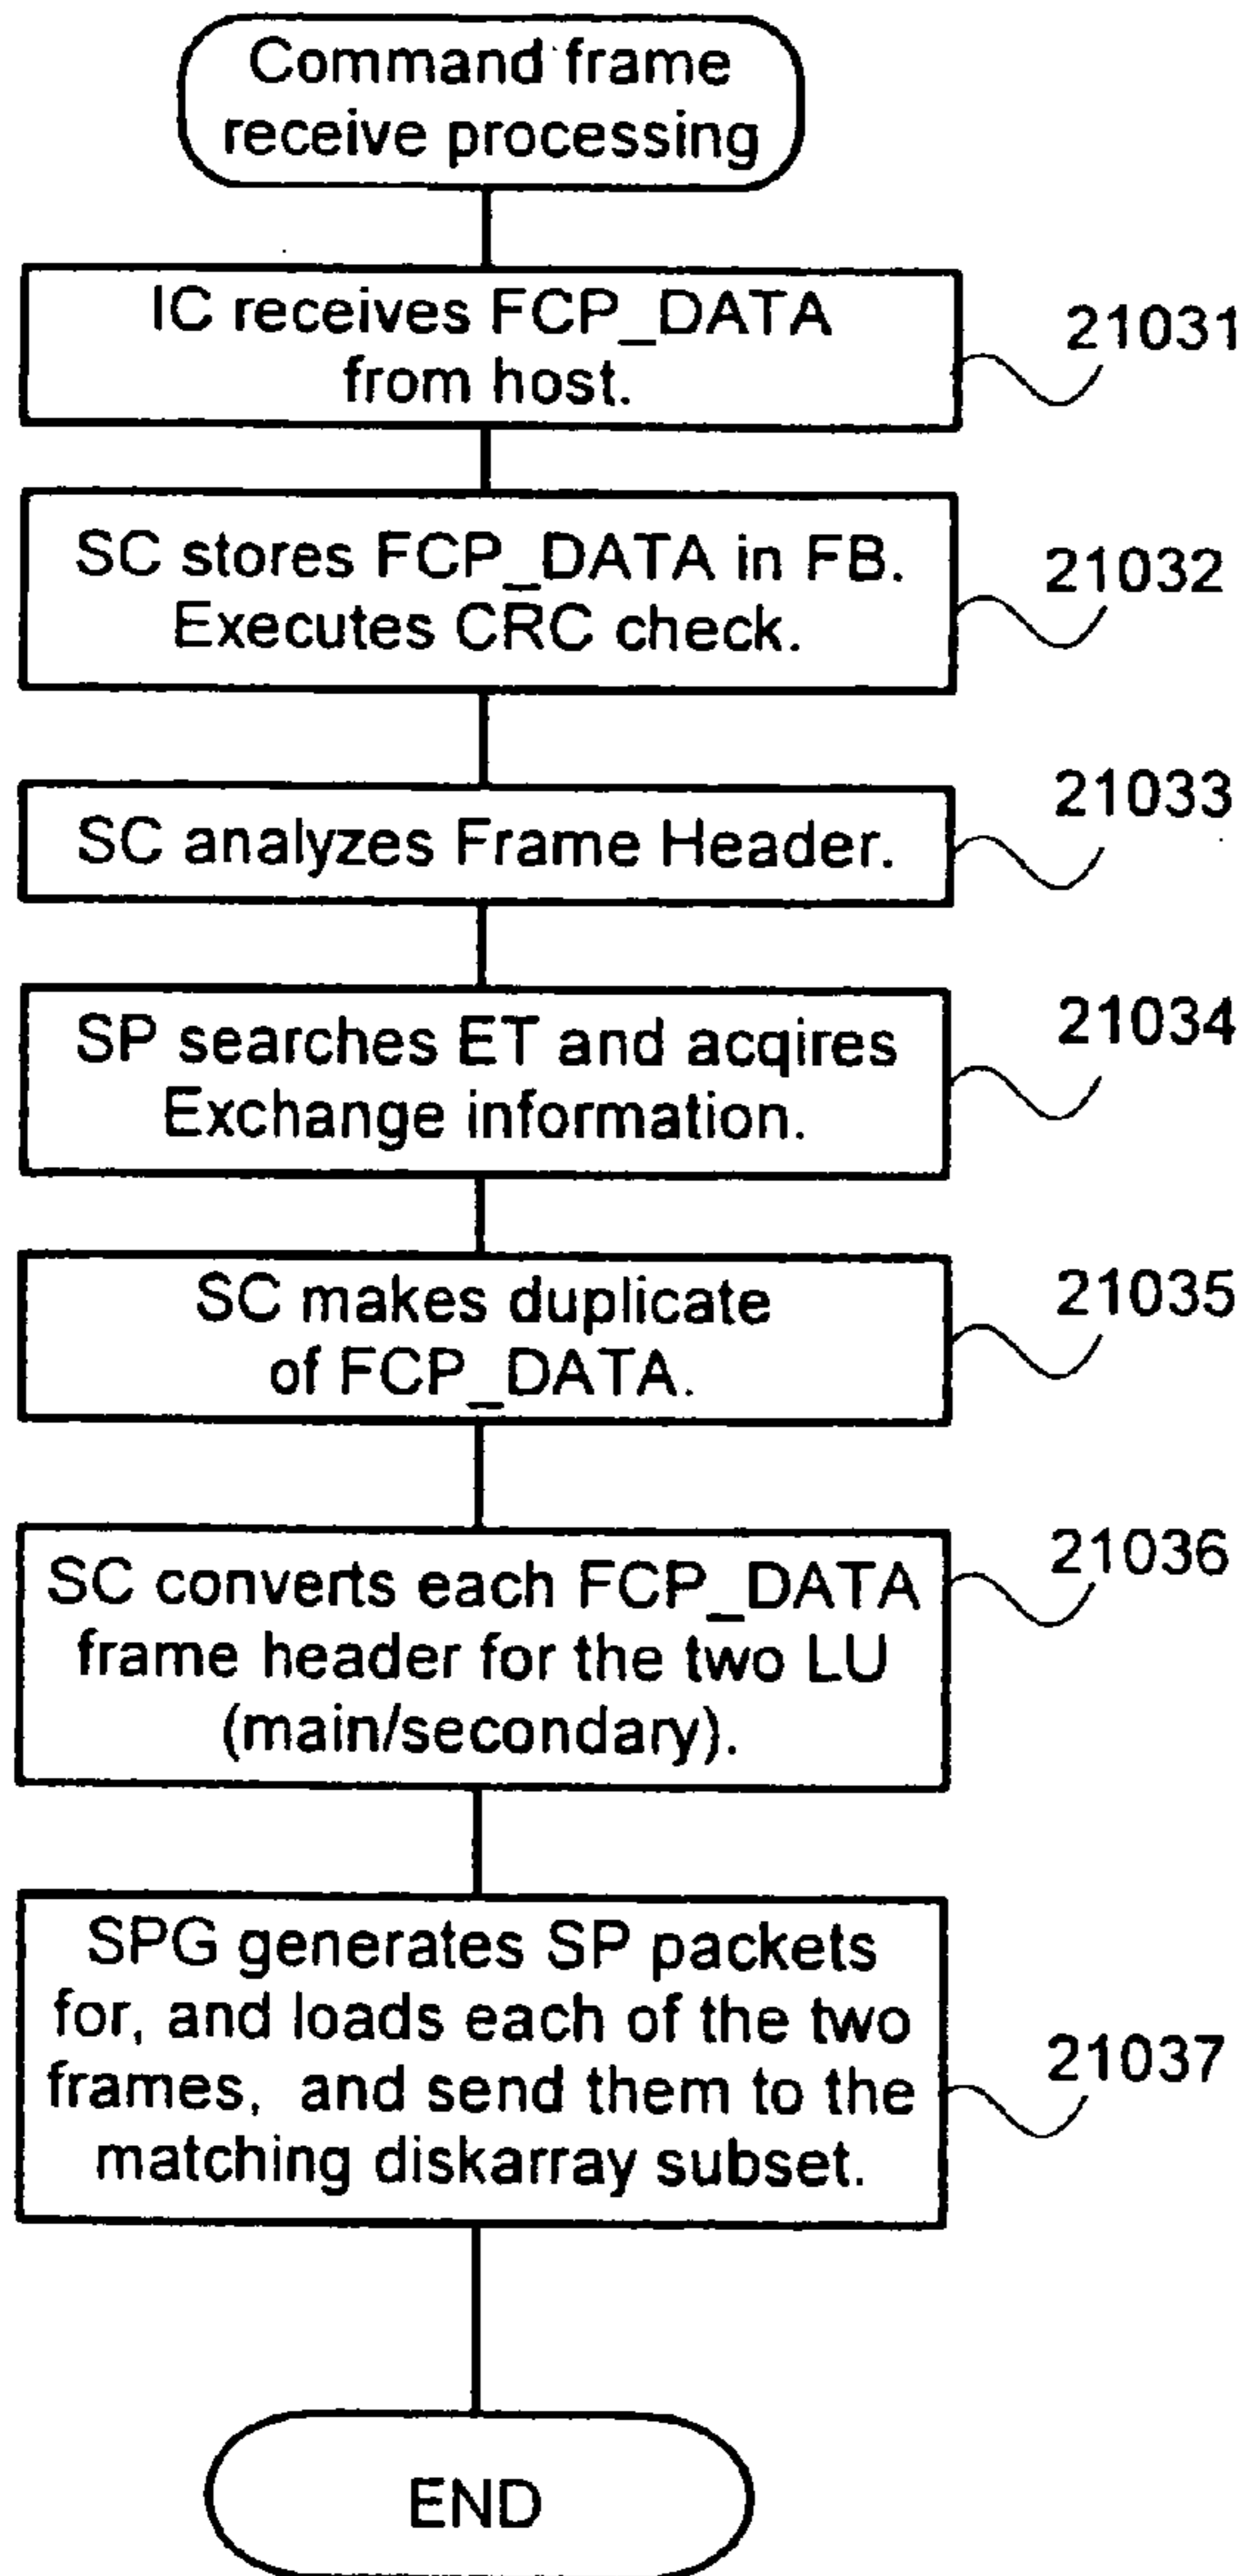 Command frame
receive processing
IC receives FCP_DATA
from host.
21031
SC stores FCP_DATA in FB.
Executes CRC check.
21032
SC analyzes Frame Header.
21033
SP searches ET and acqires
Exchange information.
21034
SC makes duplicate
of FCP_DATA.
21035
SC converts each FCP_DATA
frame header for the two LU
(main/secondary).
21036
SPG generates SP packets
for, and loads each of the two
frames, and send them to the
matching diskarray subset.
21037
END